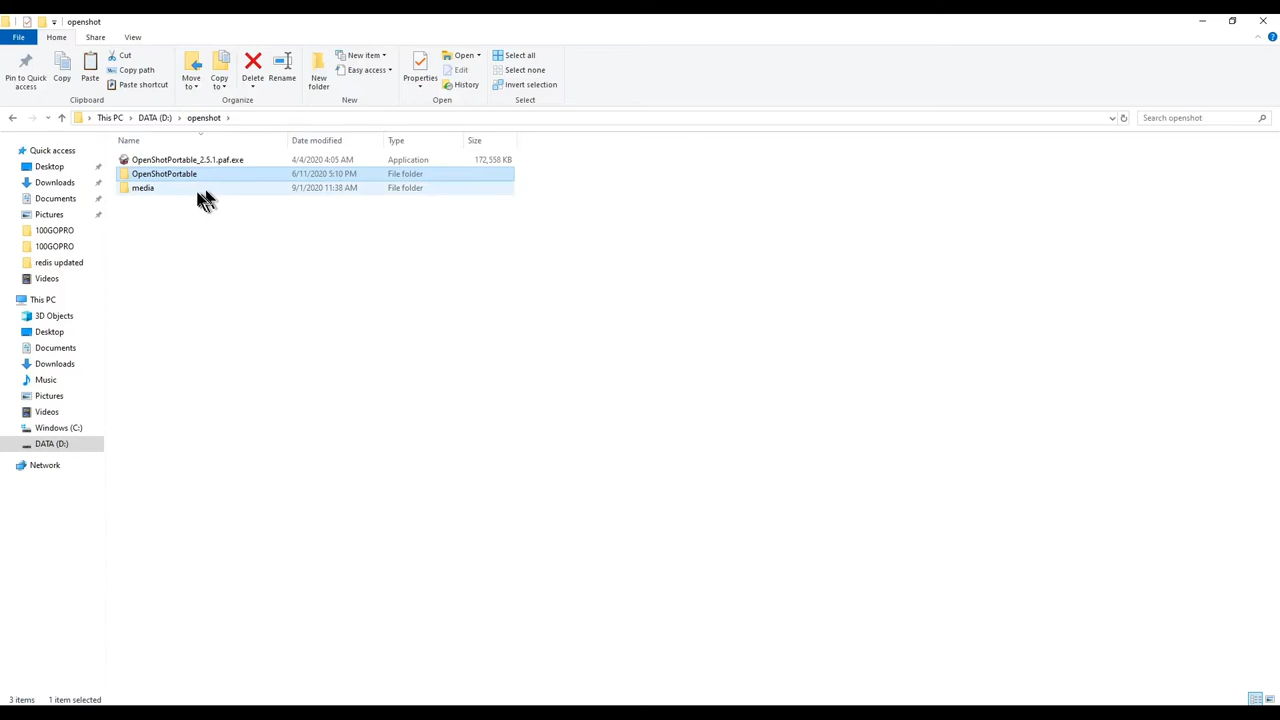 openshot
File Home Share View
Pin to Quick access
Copy
Paste
Cut
Copy path
Paste shortcut
Clipboard
Move to
Copy to
Delete
Rename
Organize
New folder
New item
Easy access
New
Properties
Open
Edit
History
Open
Select all
Select none
Invert selection
Select
This PC DATA (D:) openshot
Search openshot
Name Date modified Type Size
OpenShotPortable_2.5.1.paf.exe 4/4/2020 4:05 AM Application 172,558 KB
OpenShotPortable 6/11/2020 5:10 PM File folder
media 9/1/2020 11:38 AM File folder
Quick access
Desktop
Downloads
Documents
Pictures
100GOPRO
100GOPRO
redis updated
Videos
This PC
3D Objects
Desktop
Documents
Downloads
Music
Pictures
Videos
Windows (C:)
DATA (D:)
Network
3 items 1 item selected